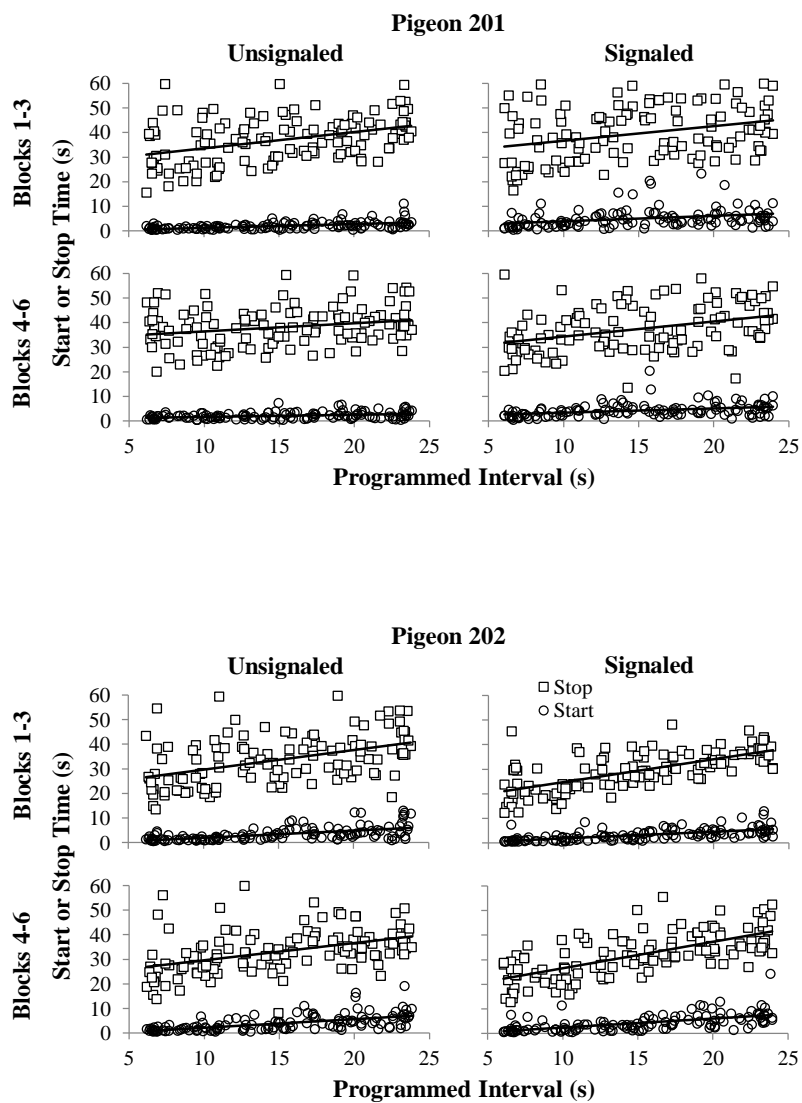 Pigeon 201
Unsignaled
Signaled
Blocks 1-3
Blocks 4-6
Start or Stop Time (s)
60
50
40
30
20
10
0
60
50
40
30
20
10
0
5 10 15 20 25
5 10 15 20 25
Programmed Interval (s)
Pigeon 202
Unsignaled
Signaled
Stop
Start
Blocks 1-3
Blocks 4-6
Start or Stop Time (s)
60
50
40
30
20
10
0
60
50
40
30
20
10
0
5 10 15 20 25
5 10 15 20 25
Programmed Interval (s)